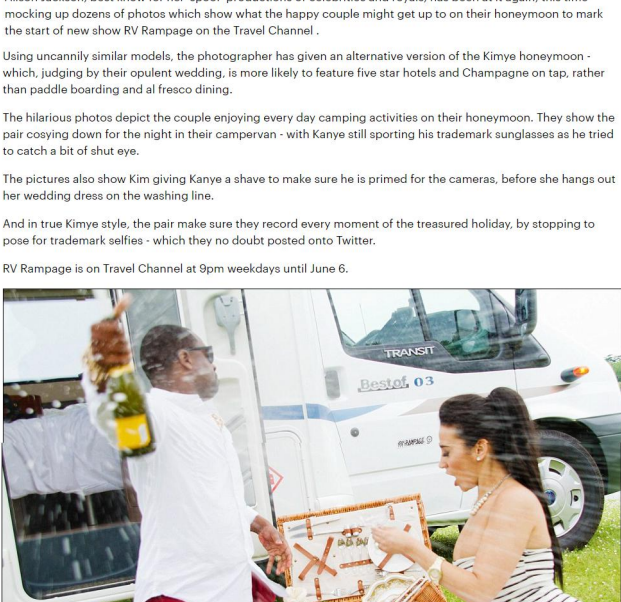 mocking up dozens of photos which show what the happy couple might get up to on their honeymoon to mark
the start of new show RV Rampage on the Travel Channel .
Using uncannily similar models, the photographer has given an alternative version of the Kimye honeymoon -
which, judging by their opulent wedding, is more likely to feature five star hotels and Champagne on tap, rather
than paddle boarding and al fresco dining.
The hilarious photos depict the couple enjoying every day camping activities on their honeymoon. They show the
pair cosying down for the night in their campervan - with Kanye still sporting his trademark sunglasses as he tried
to catch a bit of shut eye.
The pictures also show Kim giving Kanye a shave to make sure he is primed for the cameras, before she hangs out
her wedding dress on the washing line.
And in true Kimye style, the pair make sure they record every moment of the treasured holiday, by stopping to
pose for trademark selfies - which they no doubt posted onto Twitter.
RV Rampage is on Travel Channel at 9pm weekdays until June 6.
TRANSIT
Bestof 03
RV-RAMPAGE